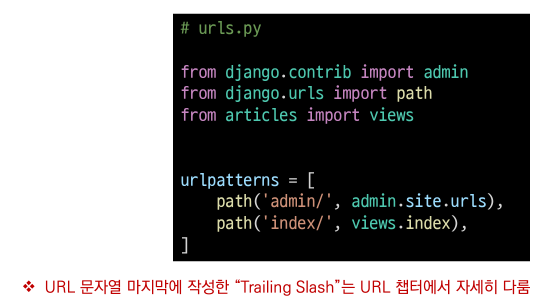 # urls.py
from django.contrib import admin
from django.urls import path
from articles import views
urlpatterns = [
    path('admin/', admin.site.urls),
    path('index/', views.index),
]
❖ URL 문자열 마지막에 작성한 “Trailing Slash”는 URL 챕터에서 자세히 다룸